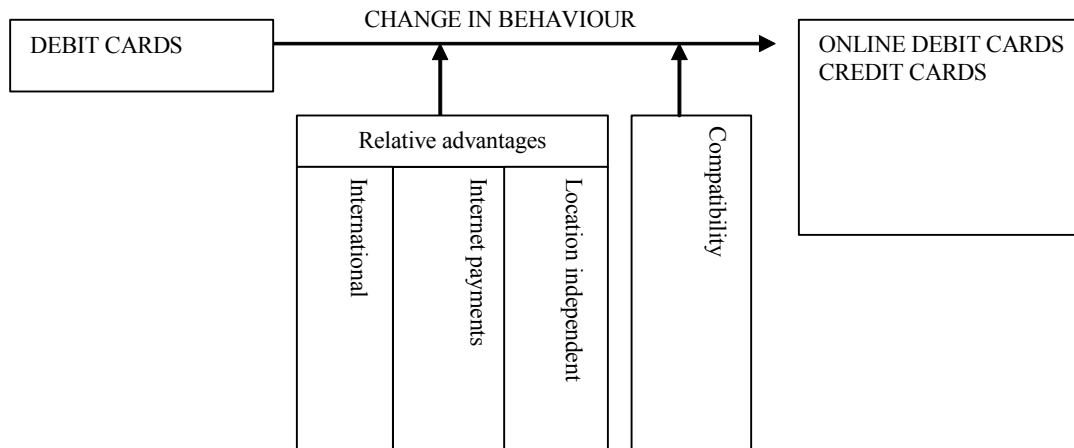 CHANGE IN BEHAVIOUR
DEBIT CARDS
ONLINE DEBIT CARDS
CREDIT CARDS
Relative advantages
International
Internet payments
Location independent
Compatibility